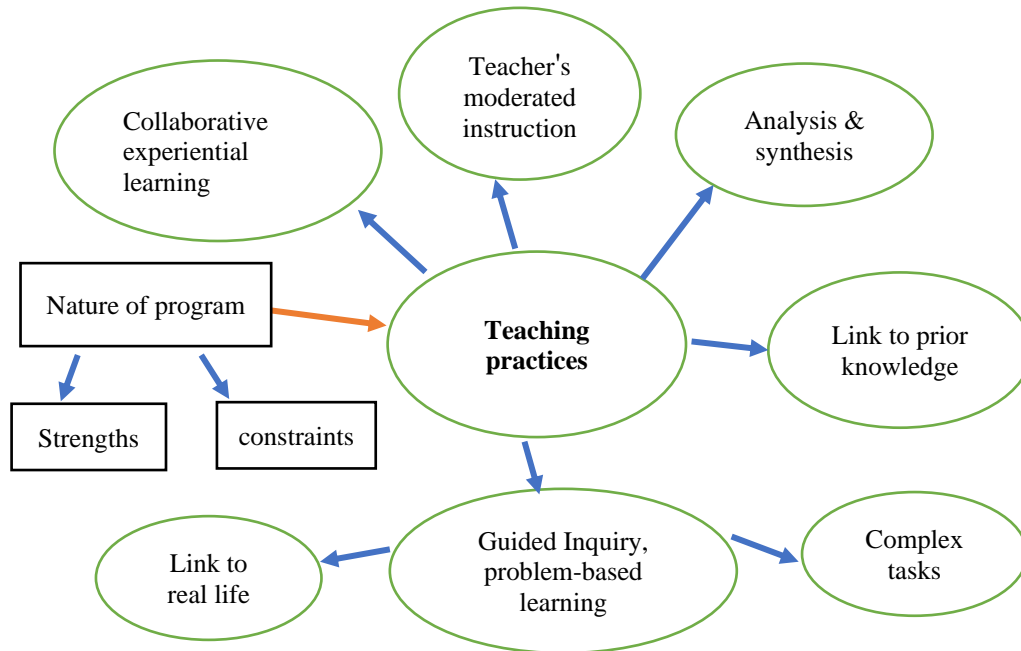 Teacher's
moderated
instruction
Collaborative
experiential
learning
Analysis &
synthesis
Nature of program
Teaching
practices
Link to prior
knowledge
Strengths
constraints
Link to
real life
Guided Inquiry,
problem-based
learning
Complex
tasks